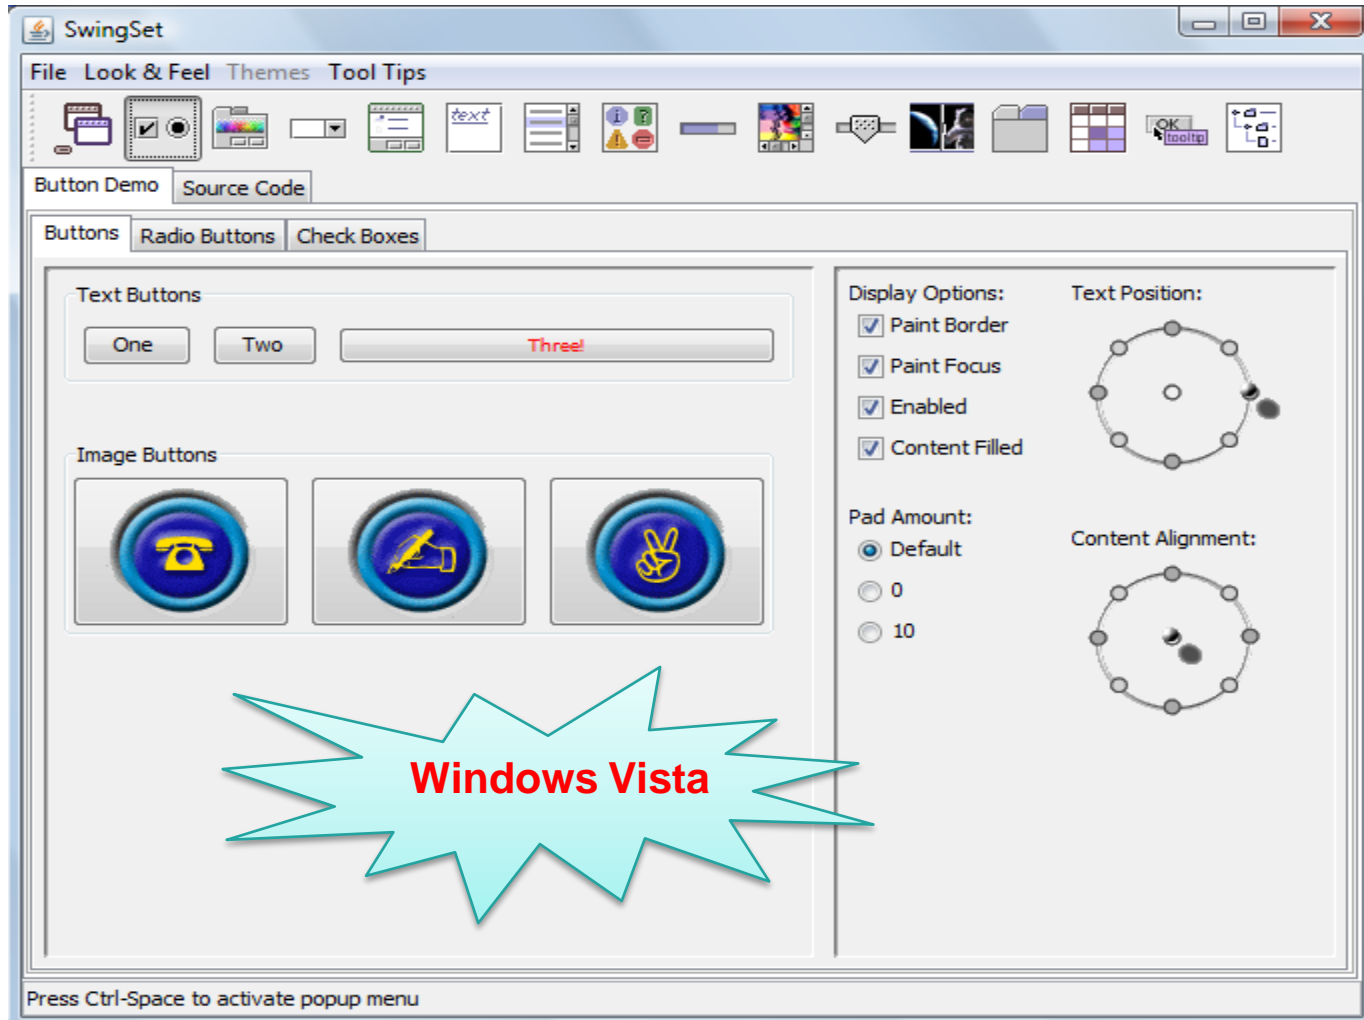 SwingSet
File Look & Feel Themes Tool Tips
text
OK
tooltip
Button Demo Source Code
Buttons Radio Buttons Check Boxes
Text Buttons
One Two Three!
Image Buttons
Display Options:
Paint Border
Paint Focus
Enabled
Content Filled
Text Position:
Pad Amount:
Default
0
10
Content Alignment:
Windows Vista
Press Ctrl-Space to activate popup menu